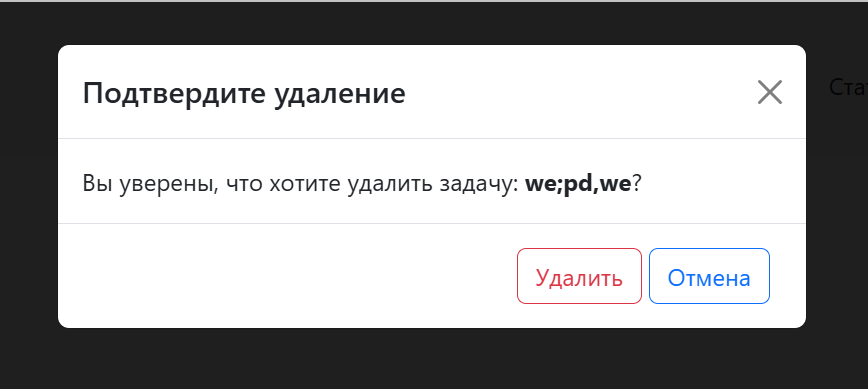 Подтвердите удаление
Вы уверены, что хотите удалить задачу: we;pd,we?
Удалить Отмена